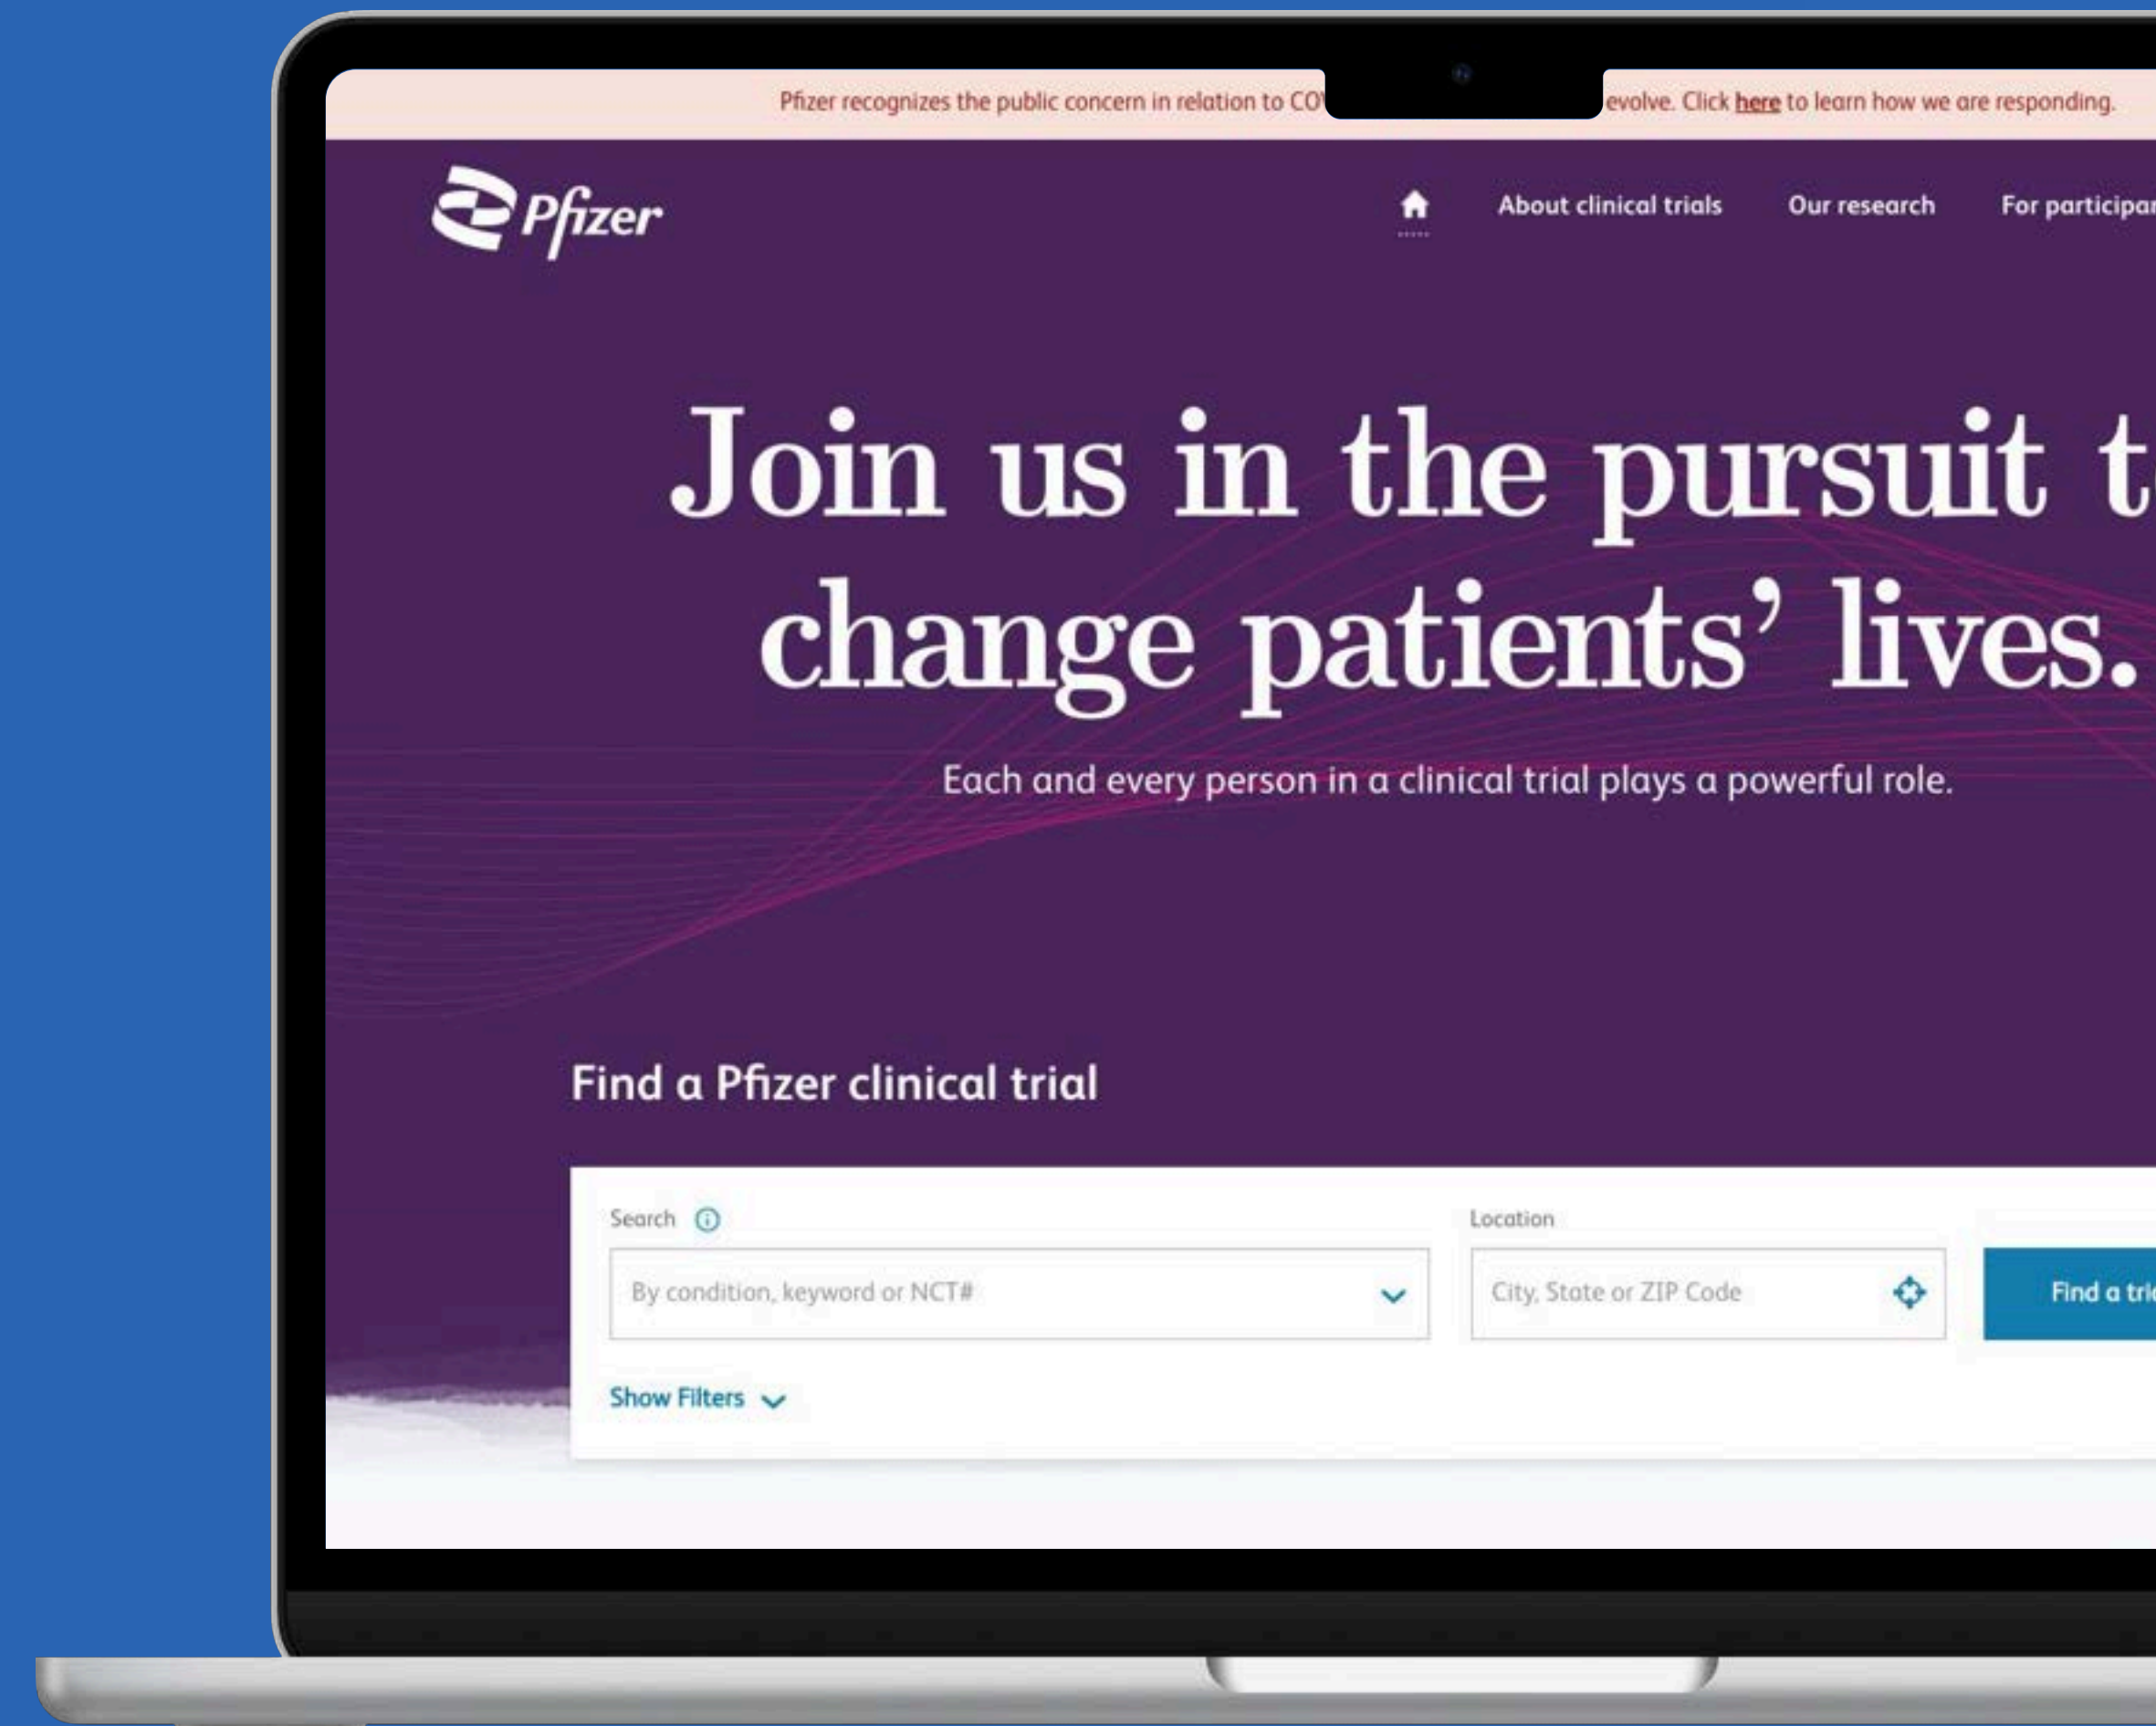 Pfizer recognizes the public concern in relation to evolve. Click here to learn how we are responding.
Pfizer
About clinical trials Our research For
Join us in the pursuit
change patients’ lives.
Each and every person in a clinical trial plays a powerful role.
Find a Pfizer clinical trial
Search Location
By condition, keyword or NCT# City, State or ZIP Code Find a
Show Filters